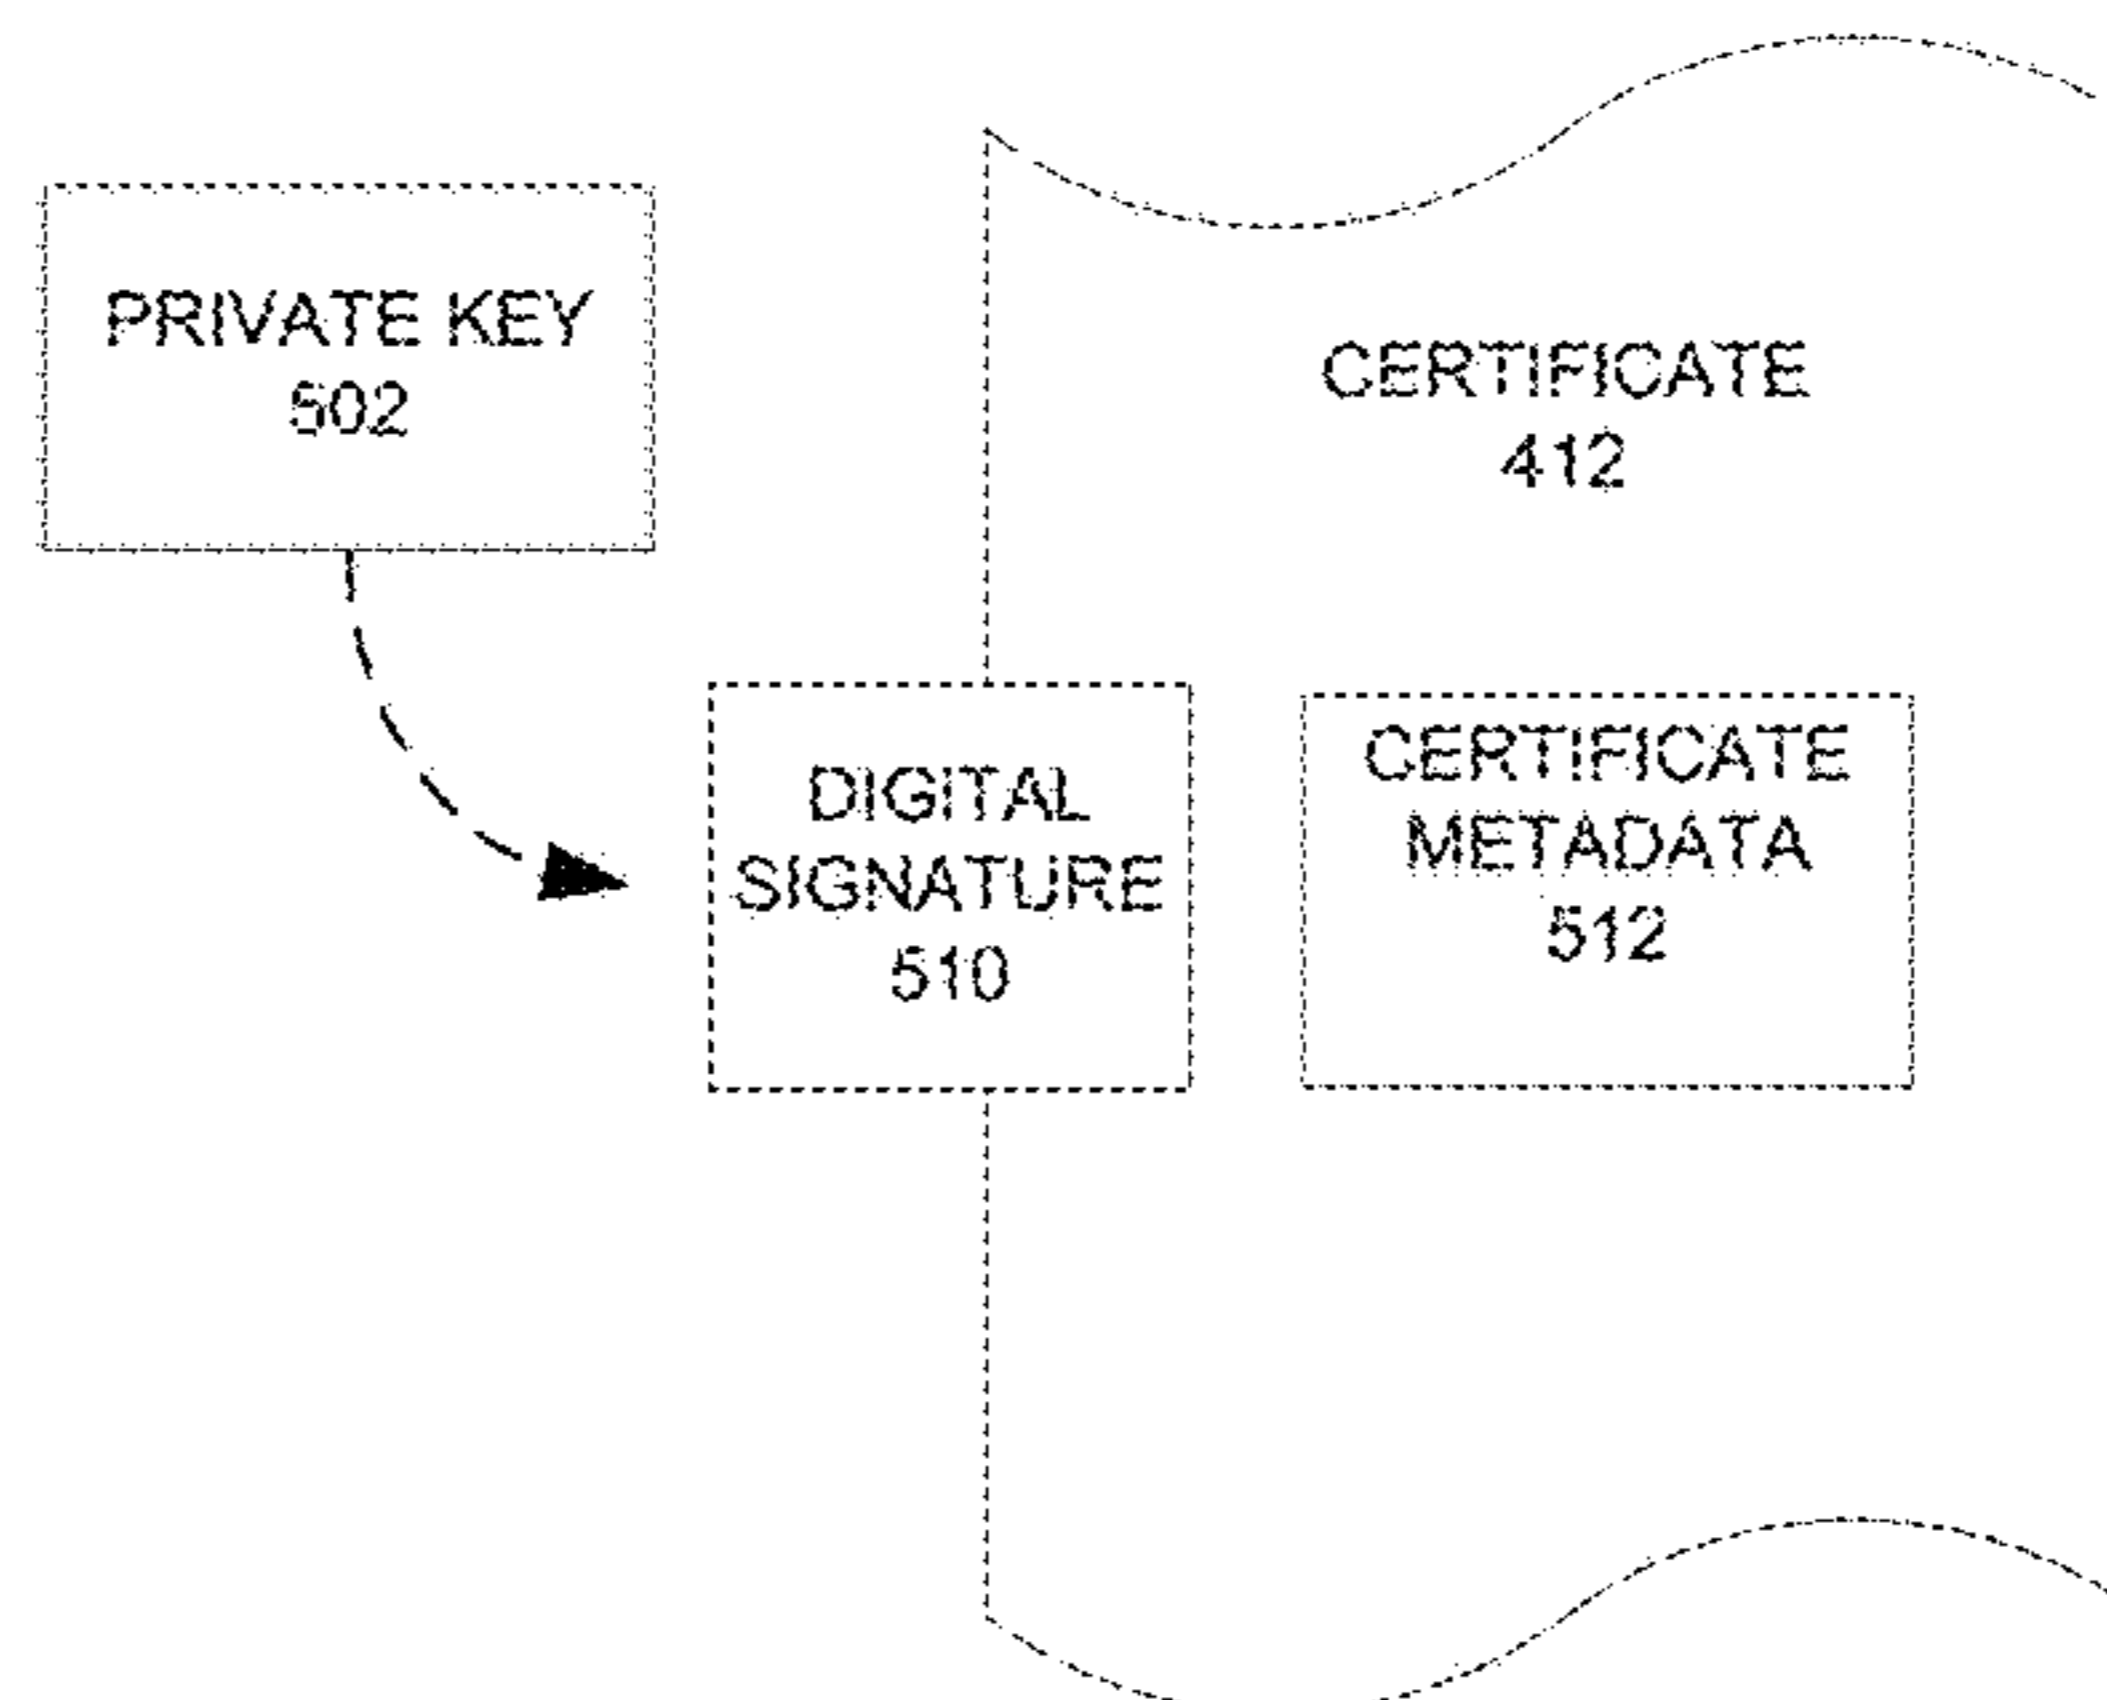 PRIVATE KEY
502
CERTIFICATE
412
DIGITAL
SIGNATURE
510
CERTIFICATE
METADATA
512